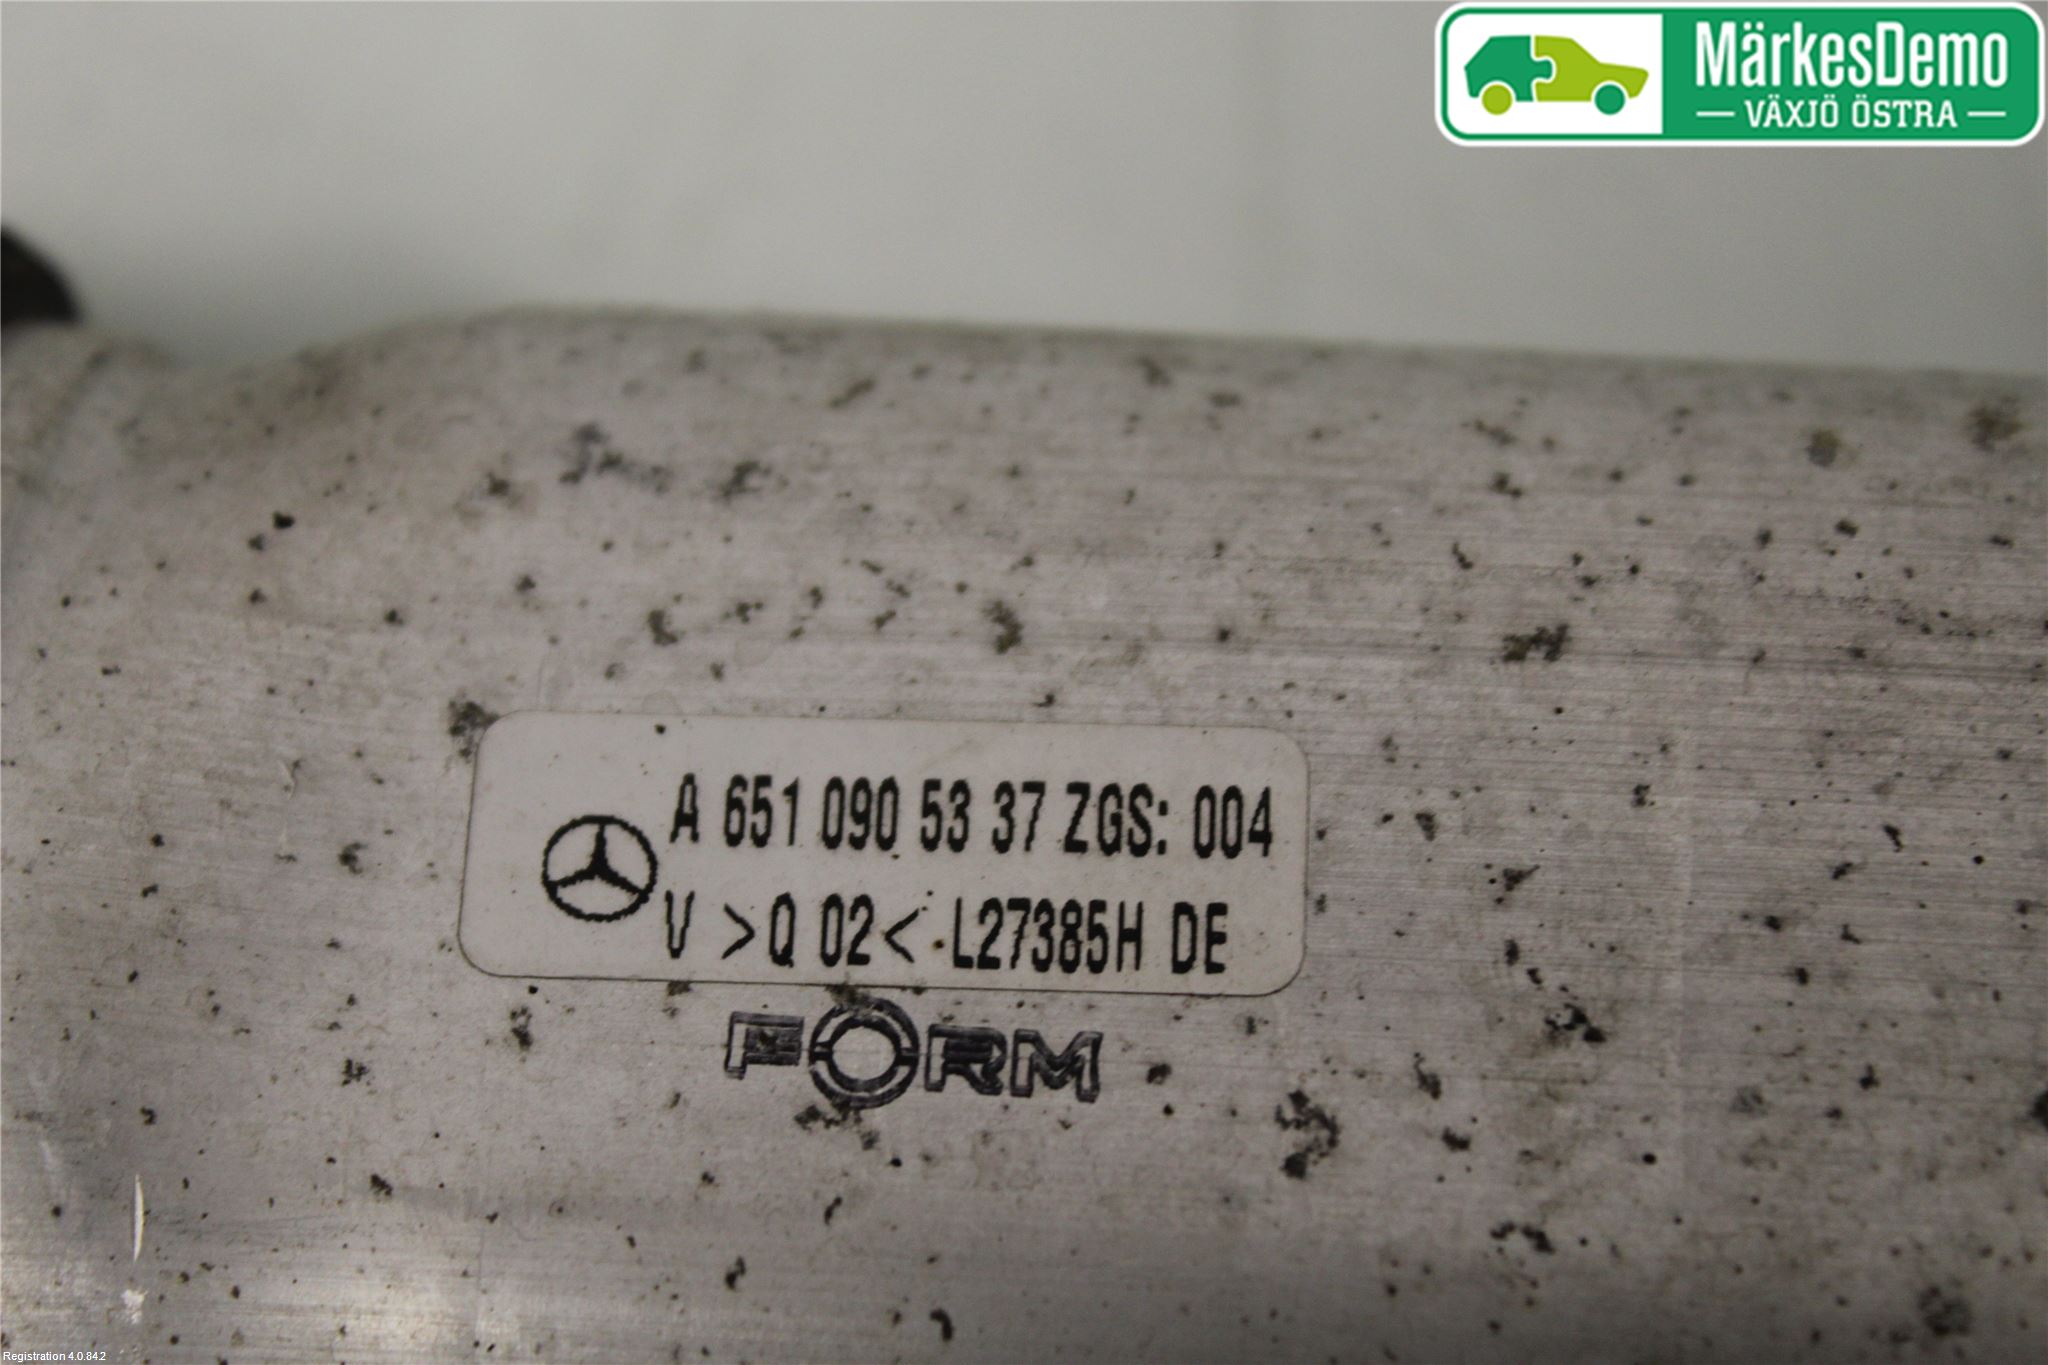 MärkesDemo
VÄXJÖ ÖSTRA
A 651 090 53 37 ZGS: 004
V >Q 02< L27385H DE
FORM
Registration 4.0.842